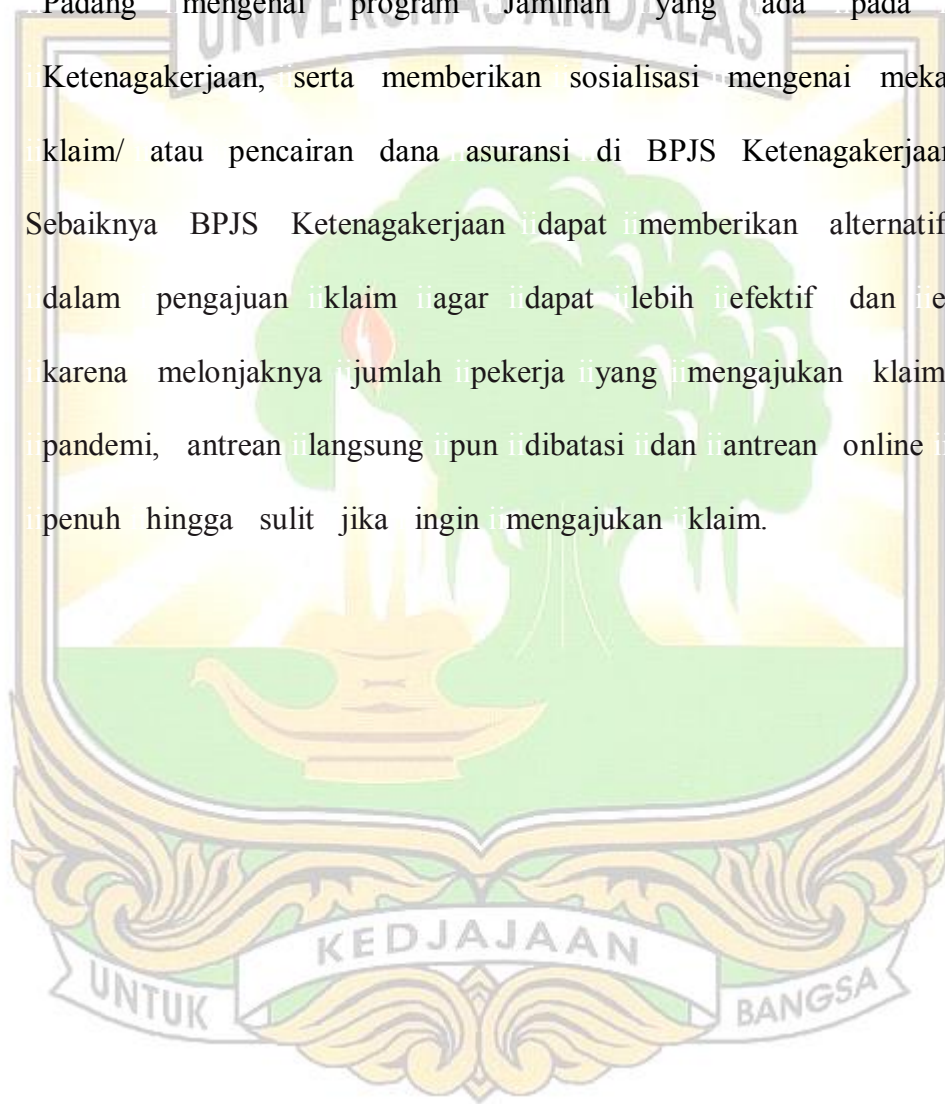 Padang mengenai program Jaminan yang ada pada
UNIVERSITAS ANDALAS
Ketenagakerjaan, serta memberikan sosialisasi mengenai meka
klaim/ atau pencairan dana asuransi di BPJS Ketenagakerjaan
Sebaiknya BPJS Ketenagakerjaan dapat memberikan alternatif
dalam pengajuan klaim agar dapat lebih efektif dan e
karena melonjaknya jumlah pekerja yang mengajukan klaim
pandemi, antrean langsung pun dibatasi dan antrean online
penuh hingga sulit jika ingin mengajukan klaim.
KEDJAJAAN
UNTUK BANGSA